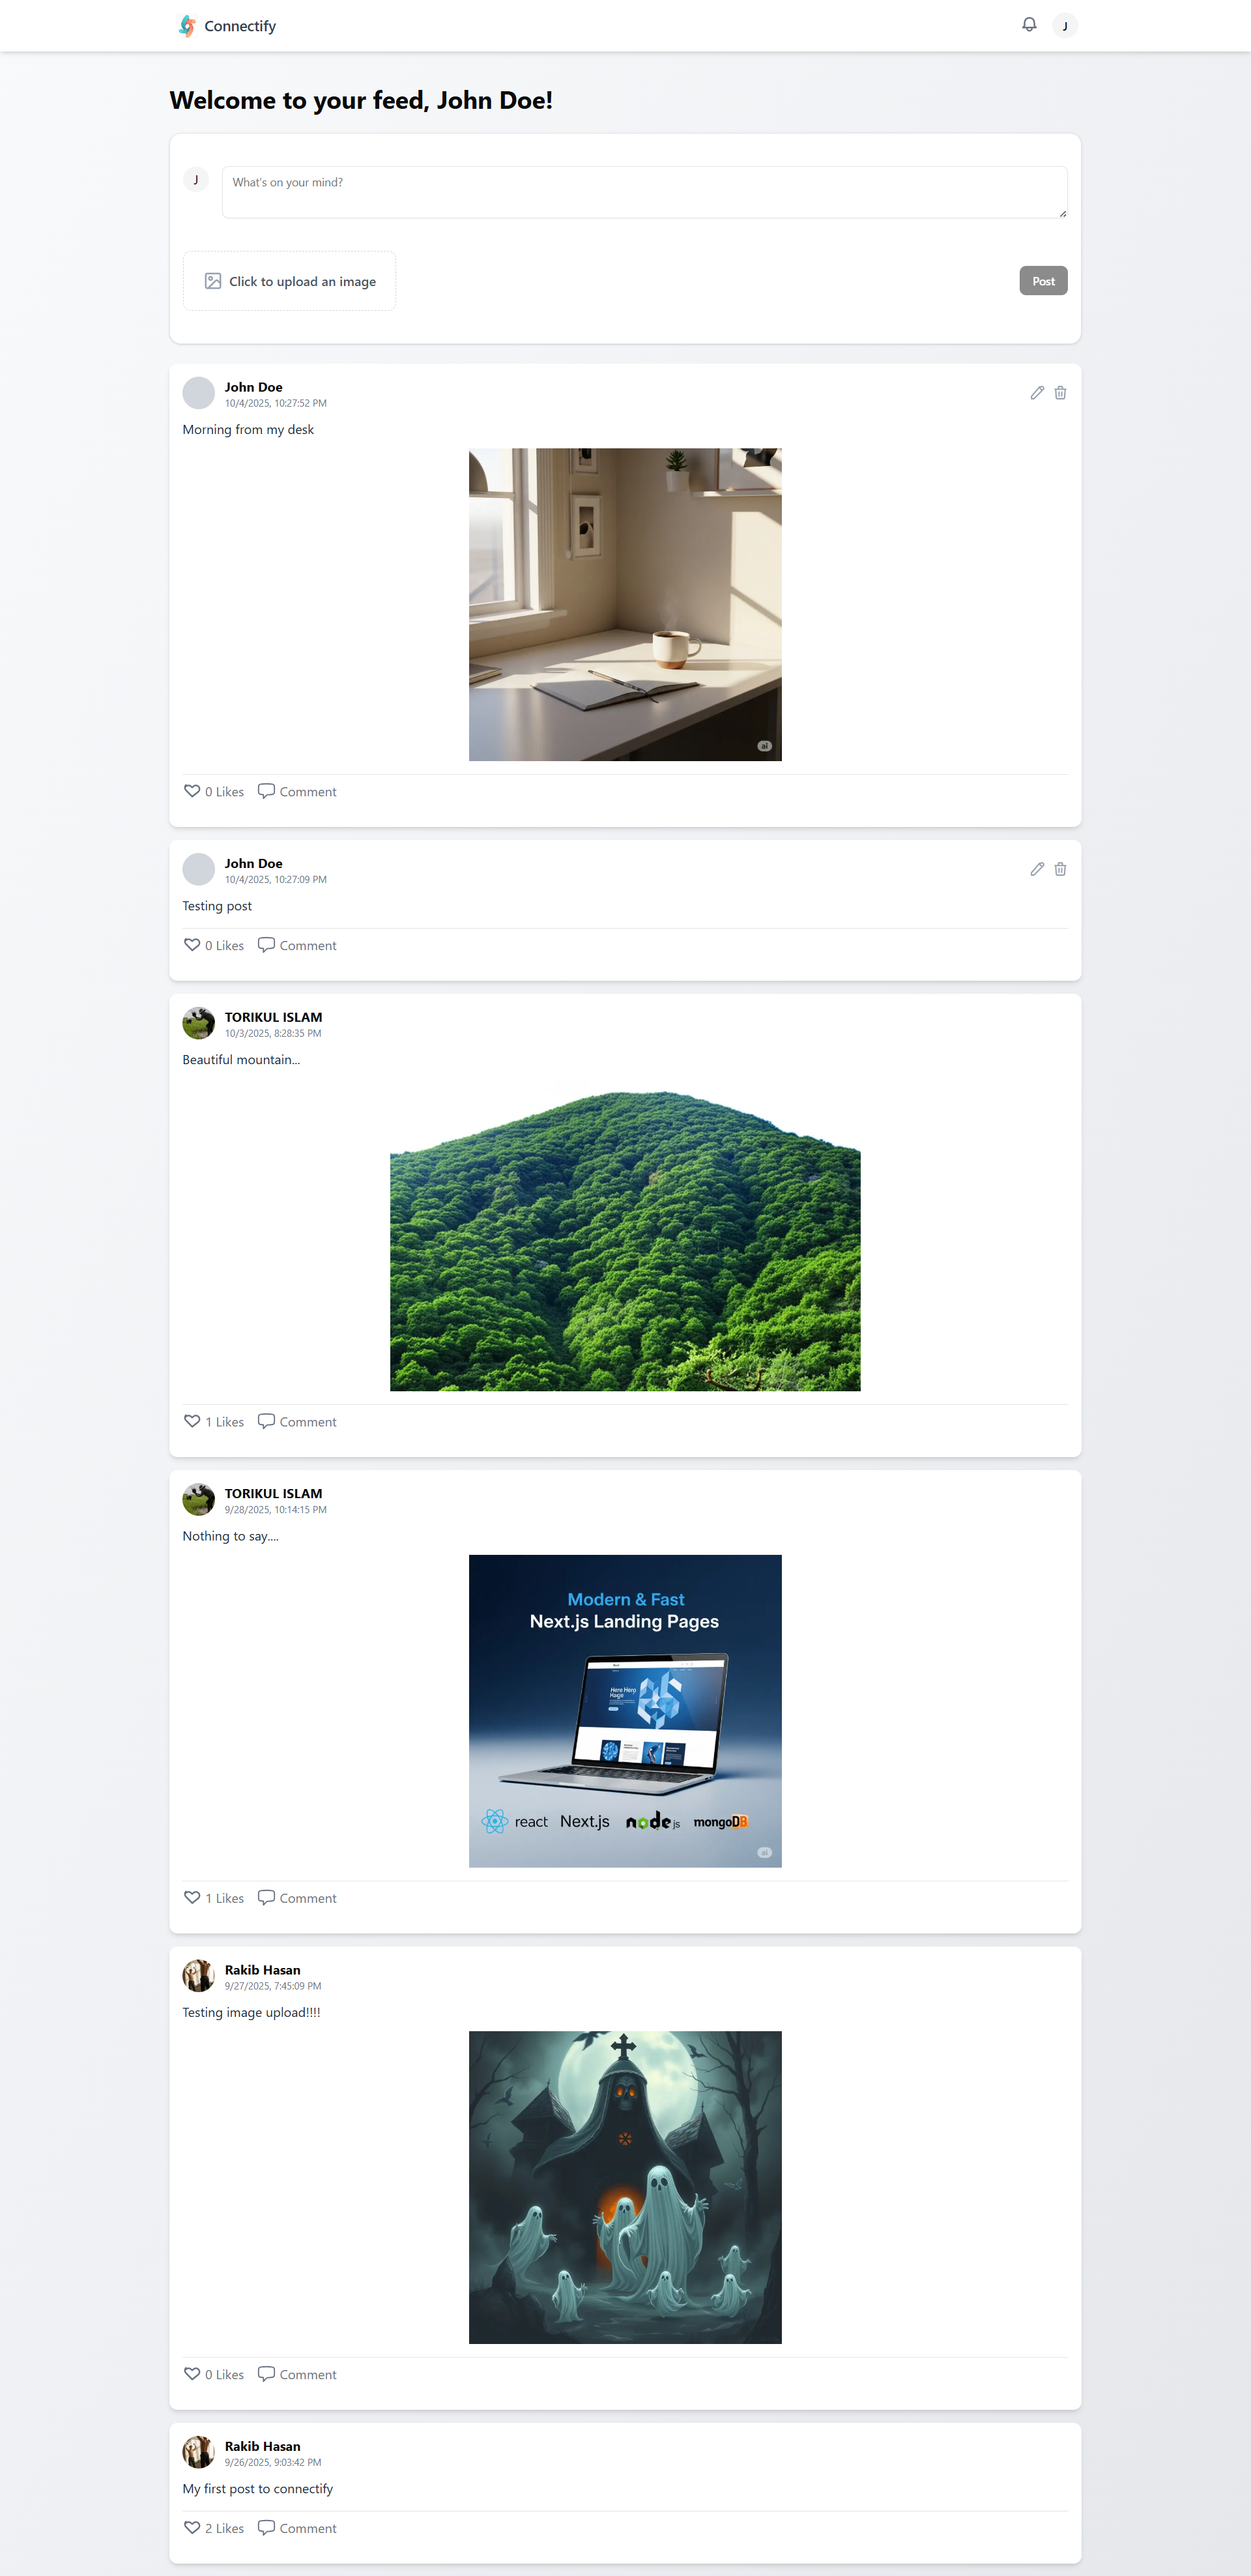 Connectify
J
Welcome to your feed, John Doe!
J
What's on your mind?
Click to upload an image
Post
John Doe
10/4/2025, 10:27:52 PM
Morning from my desk
ai
0 Likes Comment
John Doe
10/4/2025, 10:27:09 PM
Testing post
0 Likes Comment
TORIKUL ISLAM
10/3/2025, 8:28:35 PM
Beautiful mountain...
1 Likes Comment
TORIKUL ISLAM
9/28/2025, 10:14:15 PM
Nothing to say....
Modern & Fast
Next.js Landing Pages
Here Hero
Hage
react Next.js node js mongoDB
ai
1 Likes Comment
Rakib Hasan
9/27/2025, 7:45:09 PM
Testing image upload!!!!
0 Likes Comment
Rakib Hasan
9/26/2025, 9:03:42 PM
My first post to connectify
2 Likes Comment